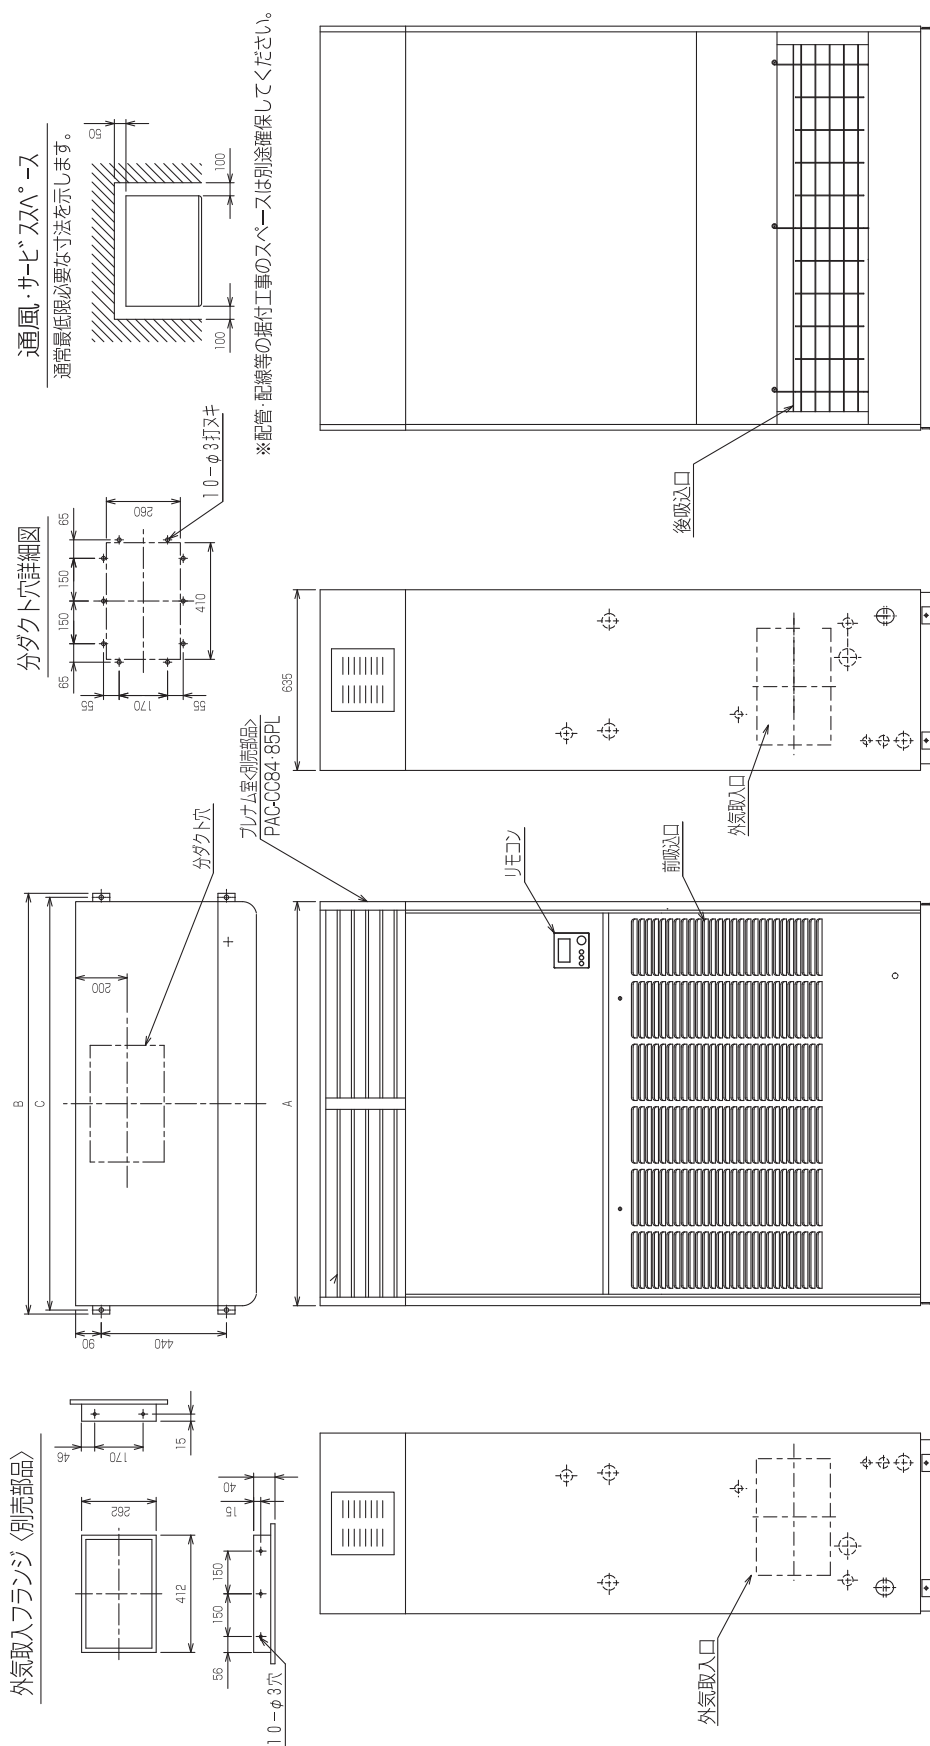 外気取入フランジ〈別売部品〉
46
170
15
262
412
40
15
150
150
56
10-φ3穴
外気取入口
B
C
200
分ダクト穴
90
440
A
プレナム室<別売部品>
PAC-CC84･85PL
リモコン
前吸込口
分ダクト穴詳細図
65
150
150
65
260
410
55
170
55
10-φ3打ヌキ
635
外気取入口
通風･サービススペース
通常最低限必要な寸法を示します。
50
100
100
※配管･配線等の据付工事のスペースは別途確保してください。
後吸込口